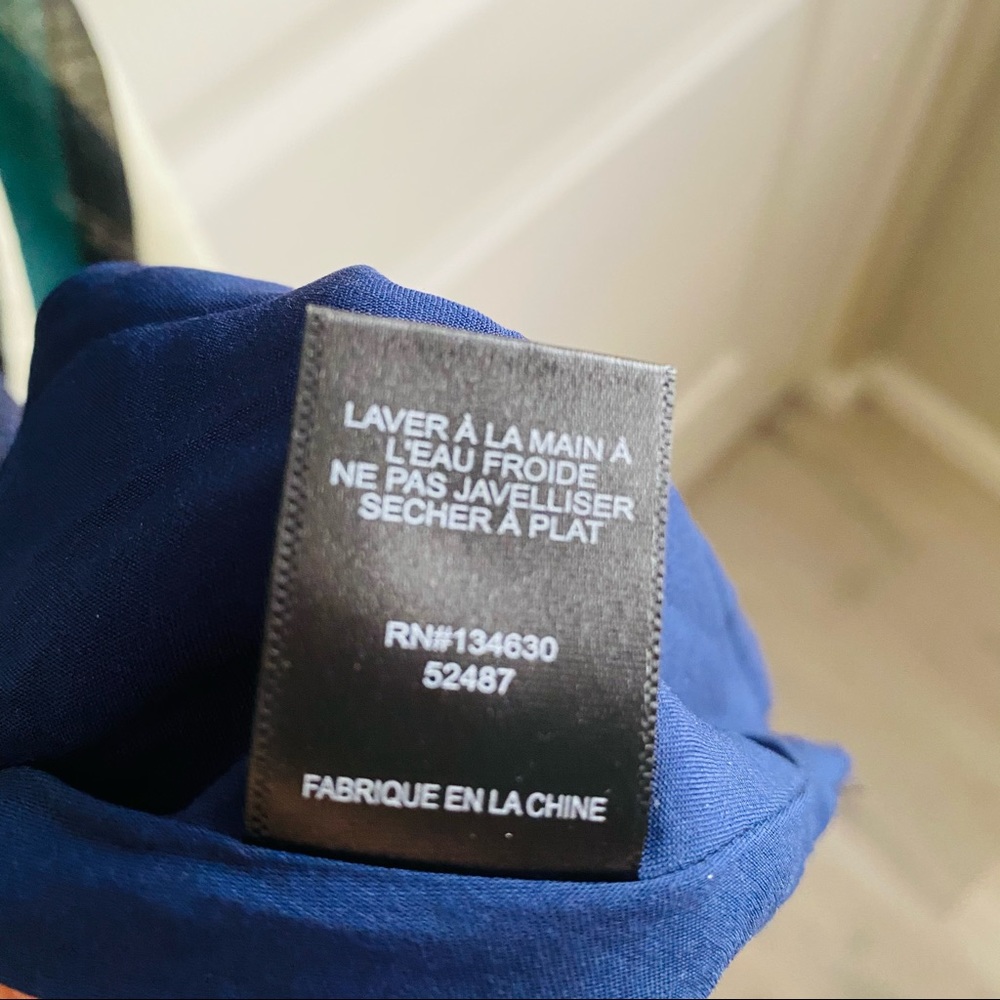 LAVER À LA MAIN À
L'EAU FROIDE
NE PAS JAVELLISER
SECHER À PLAT
RN#134630
52487
FABRIQUE EN LA CHINE